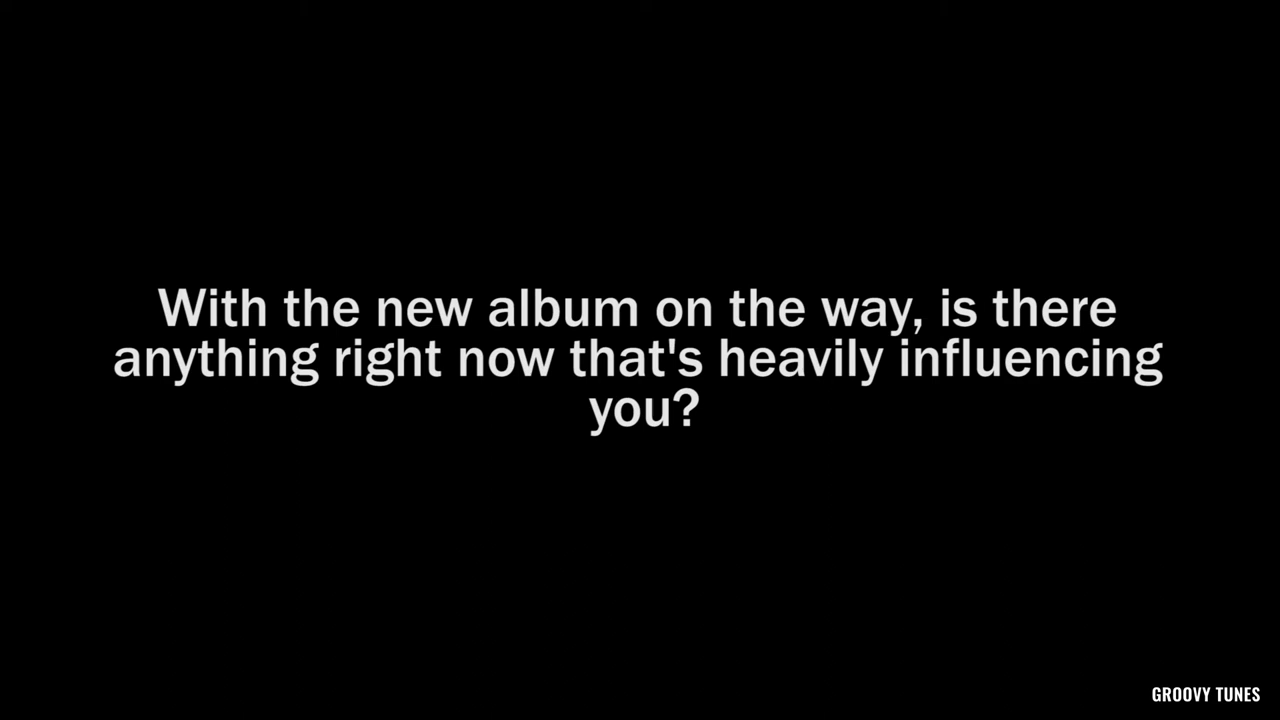 With the new album on the way, is there
anything right now that's heavily influencing
you?
GROOVY TUNES